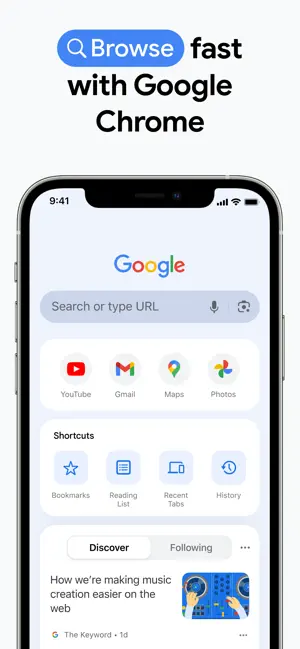 Browse fast
with Google
Chrome
9:41
Google
Search or type URL
YouTube Gmail Maps Photos
Shortcuts
Bookmarks Reading List Recent Tabs History
Discover Following
How we're making music
creation easier on the
web
G The Keyword • 1d